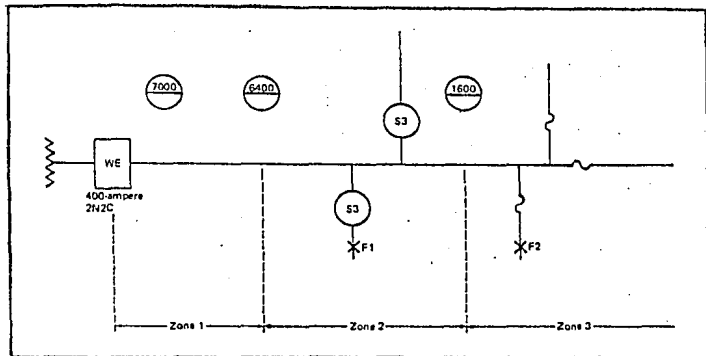 7000
6400
1600
S3
WE
400-ampere
2N2C
S3
F1
F2
Zone 1
Zone 2
Zone 3